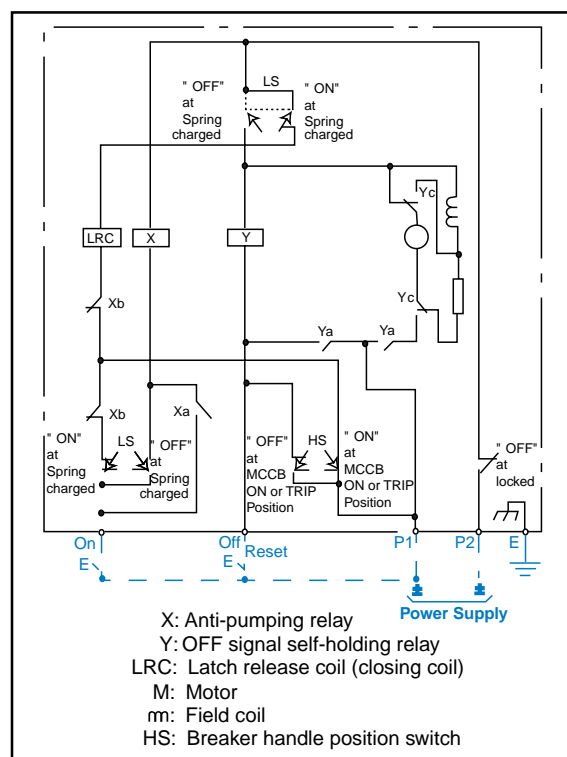 " OFF"
at
Spring
charged
LS
" ON"
at
Spring
charged
Yc
LRC
X
Y
Xb
Yc
Ya
Ya
Xb
Xa
" ON"
at
Spring
charged
LS
" OFF"
at
Spring
charged
" OFF"
at
MCCB
ON or TRIP
Position
HS
" ON"
at
MCCB
ON or TRIP
Position
" OFF"
at
locked
On
E
Off
Reset
E
P1
P2
E
Power Supply
X: Anti-pumping relay
Y: OFF signal self-holding relay
LRC: Latch release coil (closing coil)
M: Motor
m: Field coil
HS: Breaker handle position switch